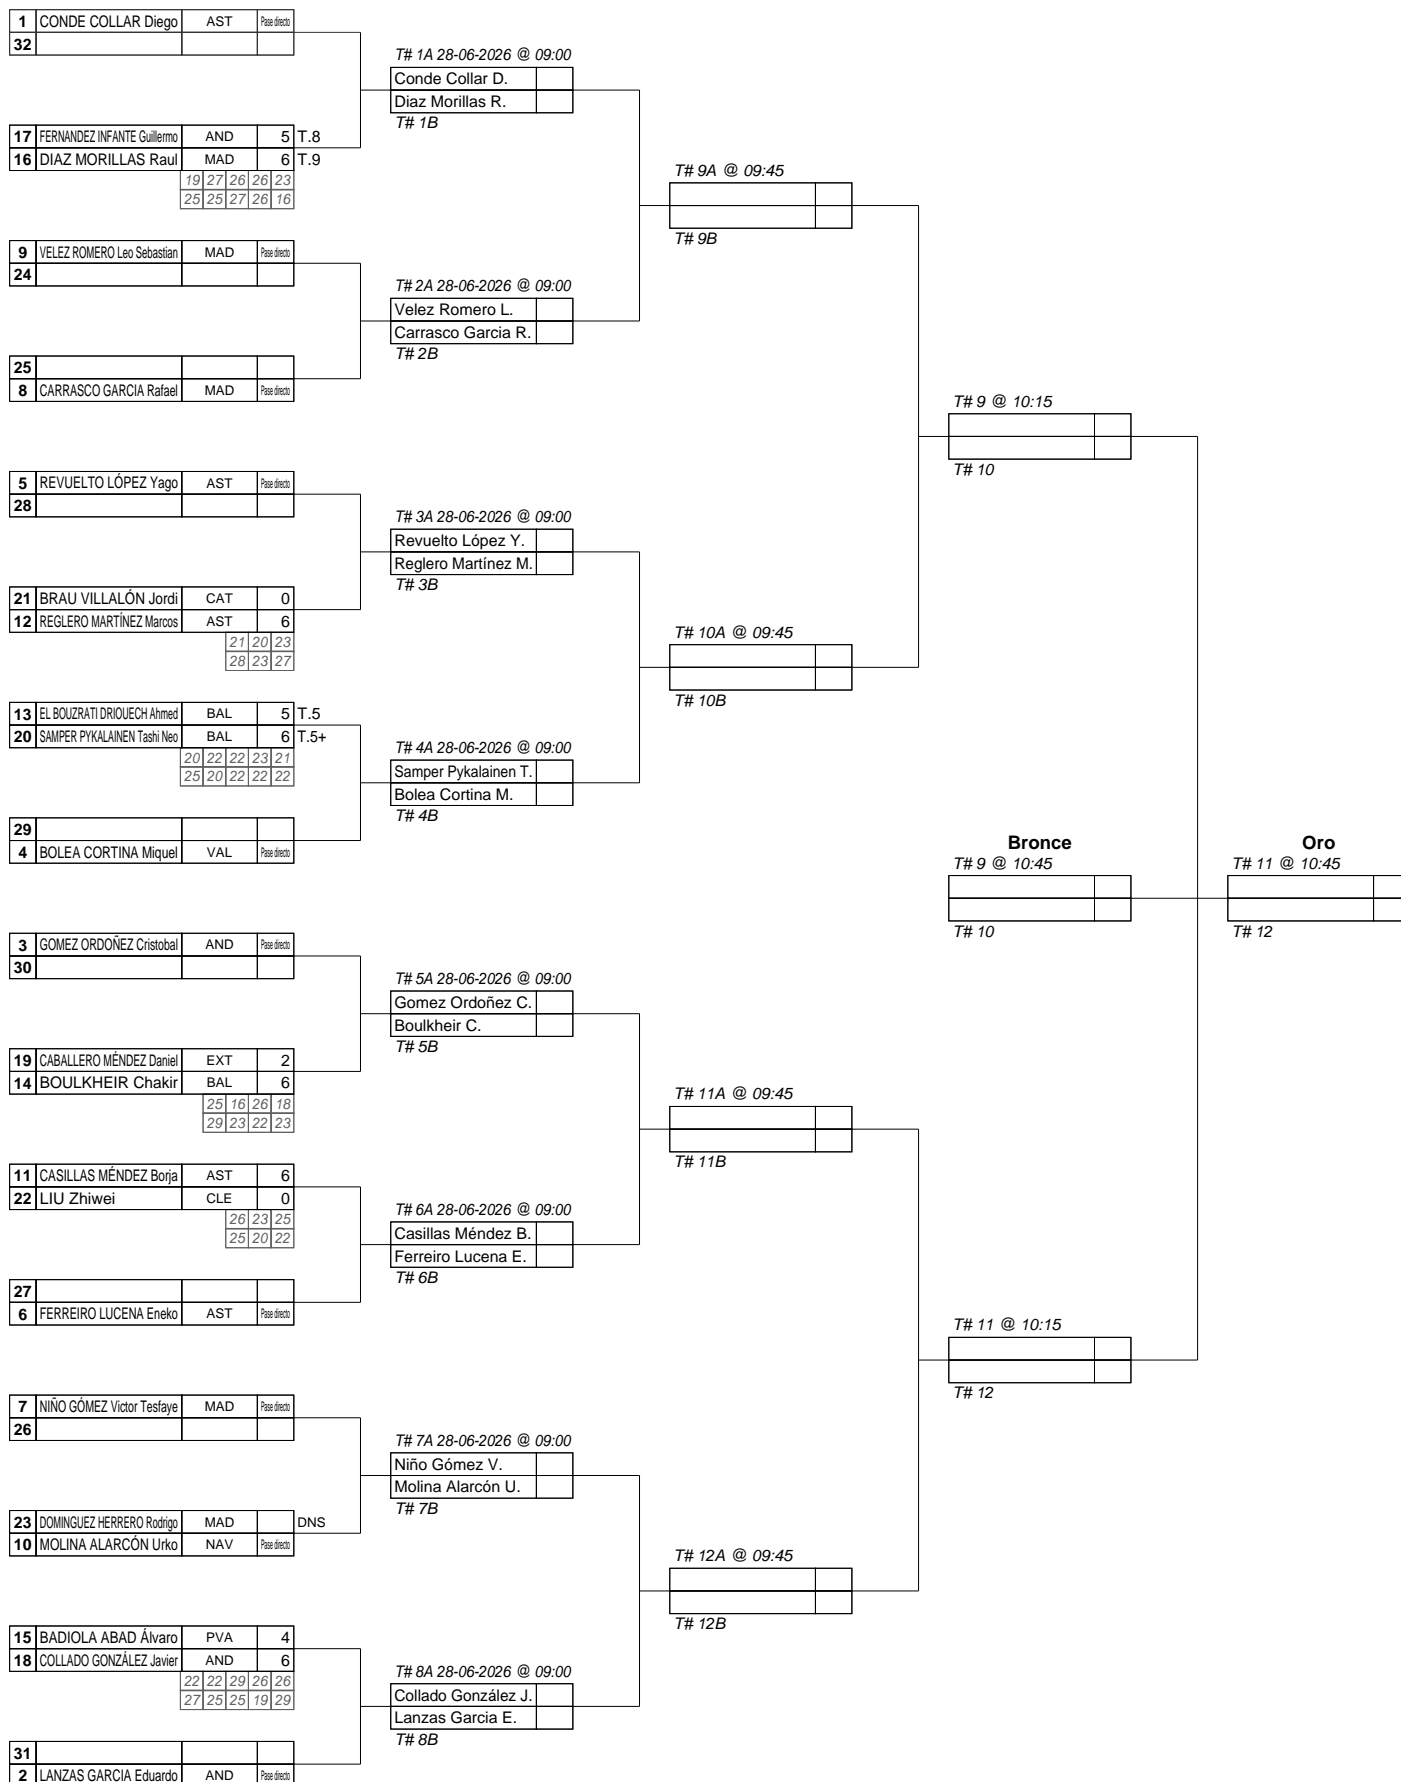 1 CONDE COLLAR Diego AST Pase directo
32
T# 1A 28-06-2026 @ 09:00
Conde Collar D.
Diaz Morillas R.
T# 1B
17 FERNANDEZ INFANTE Guillermo AND 5 T.8
16 DIAZ MORILLAS Raul MAD 6 T.9
19 27 26 26 23
25 25 27 26 16
T# 9A @ 09:45
T# 9B
9 VELEZ ROMERO Leo Sebastian MAD Pase directo
24
T# 2A 28-06-2026 @ 09:00
Velez Romero L.
Carrasco Garcia R.
T# 2B
25
8 CARRASCO GARCIA Rafael MAD Pase directo
T# 9 @ 10:15
T# 10
5 REVUELTO LÓPEZ Yago AST Pase directo
28
T# 3A 28-06-2026 @ 09:00
Revuelto López Y.
Reglero Martínez M.
T# 3B
21 BRAU VILLALÓN Jordi CAT 0
12 REGLERO MARTÍNEZ Marcos AST 6
21 20 23
28 23 27
T# 10A @ 09:45
T# 10B
13 EL BOUZRATI DRIOUECH Ahmed BAL 5 T.5
20 SAMPER PYKALAINEN Tashi Neo BAL 6 T.5+
20 22 22 23 21
25 20 22 22 22
T# 4A 28-06-2026 @ 09:00
Samper Pykalainen T.
Bolea Cortina M.
T# 4B
29
4 BOLEA CORTINA Miquel VAL Pase directo
Bronce
T# 9 @ 10:45
T# 10
Oro
T# 11 @ 10:45
T# 12
3 GOMEZ ORDOÑEZ Cristobal AND Pase directo
30
T# 5A 28-06-2026 @ 09:00
Gomez Ordoñez C.
Boulkheir C.
T# 5B
19 CABALLERO MÉNDEZ Daniel EXT 2
14 BOULKHEIR Chakir BAL 6
25 16 26 18
29 23 22 23
T# 11A @ 09:45
T# 11B
11 CASILLAS MÉNDEZ Borja AST 6
22 LIU Zhiwei CLE 0
26 23 25
25 20 22
T# 6A 28-06-2026 @ 09:00
Casillas Méndez B.
Ferreiro Lucena E.
T# 6B
27
6 FERREIRO LUCENA Eneko AST Pase directo
T# 11 @ 10:15
T# 12
7 NIÑO GÓMEZ Victor Tesfaye MAD Pase directo
26
T# 7A 28-06-2026 @ 09:00
Niño Gómez V.
Molina Alarcón U.
T# 7B
23 DOMINGUEZ HERRERO Rodrigo MAD DNS
10 MOLINA ALARCÓN Urko NAV Pase directo
T# 12A @ 09:45
T# 12B
15 BADIOLA ABAD Álvaro PVA 4
18 COLLADO GONZÁLEZ Javier AND 6
22 22 29 26 26
27 25 25 19 29
T# 8A 28-06-2026 @ 09:00
Collado González J.
Lanzas Garcia E.
T# 8B
31
2 LANZAS GARCIA Eduardo AND Pase directo